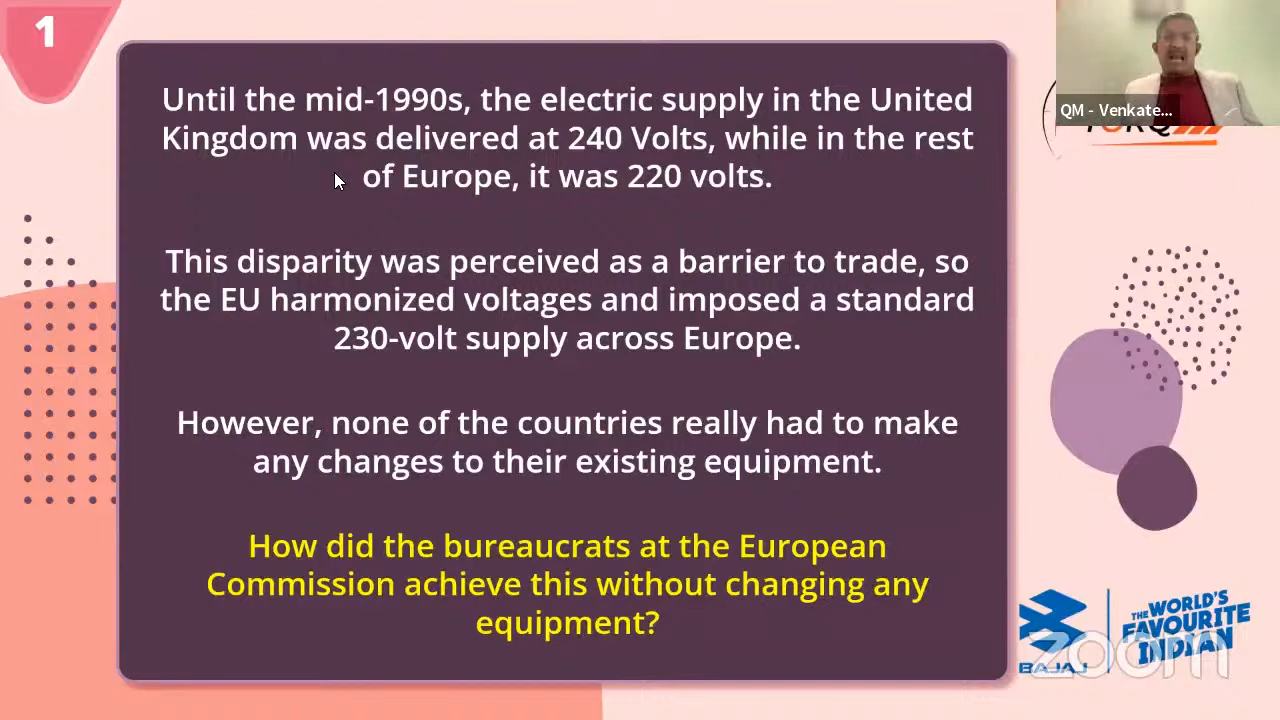 1
QM - Venkate...
TORQ
Until the mid-1990s, the electric supply in the United
Kingdom was delivered at 240 Volts, while in the rest
of Europe, it was 220 volts.
This disparity was perceived as a barrier to trade, so
the EU harmonized voltages and imposed a standard
230-volt supply across Europe.
However, none of the countries really had to make
any changes to their existing equipment.
How did the bureaucrats at the European
Commission achieve this without changing any
equipment?
BAJAJ
THE WORLD'S
FAVOURITE
INDIAN
zoom